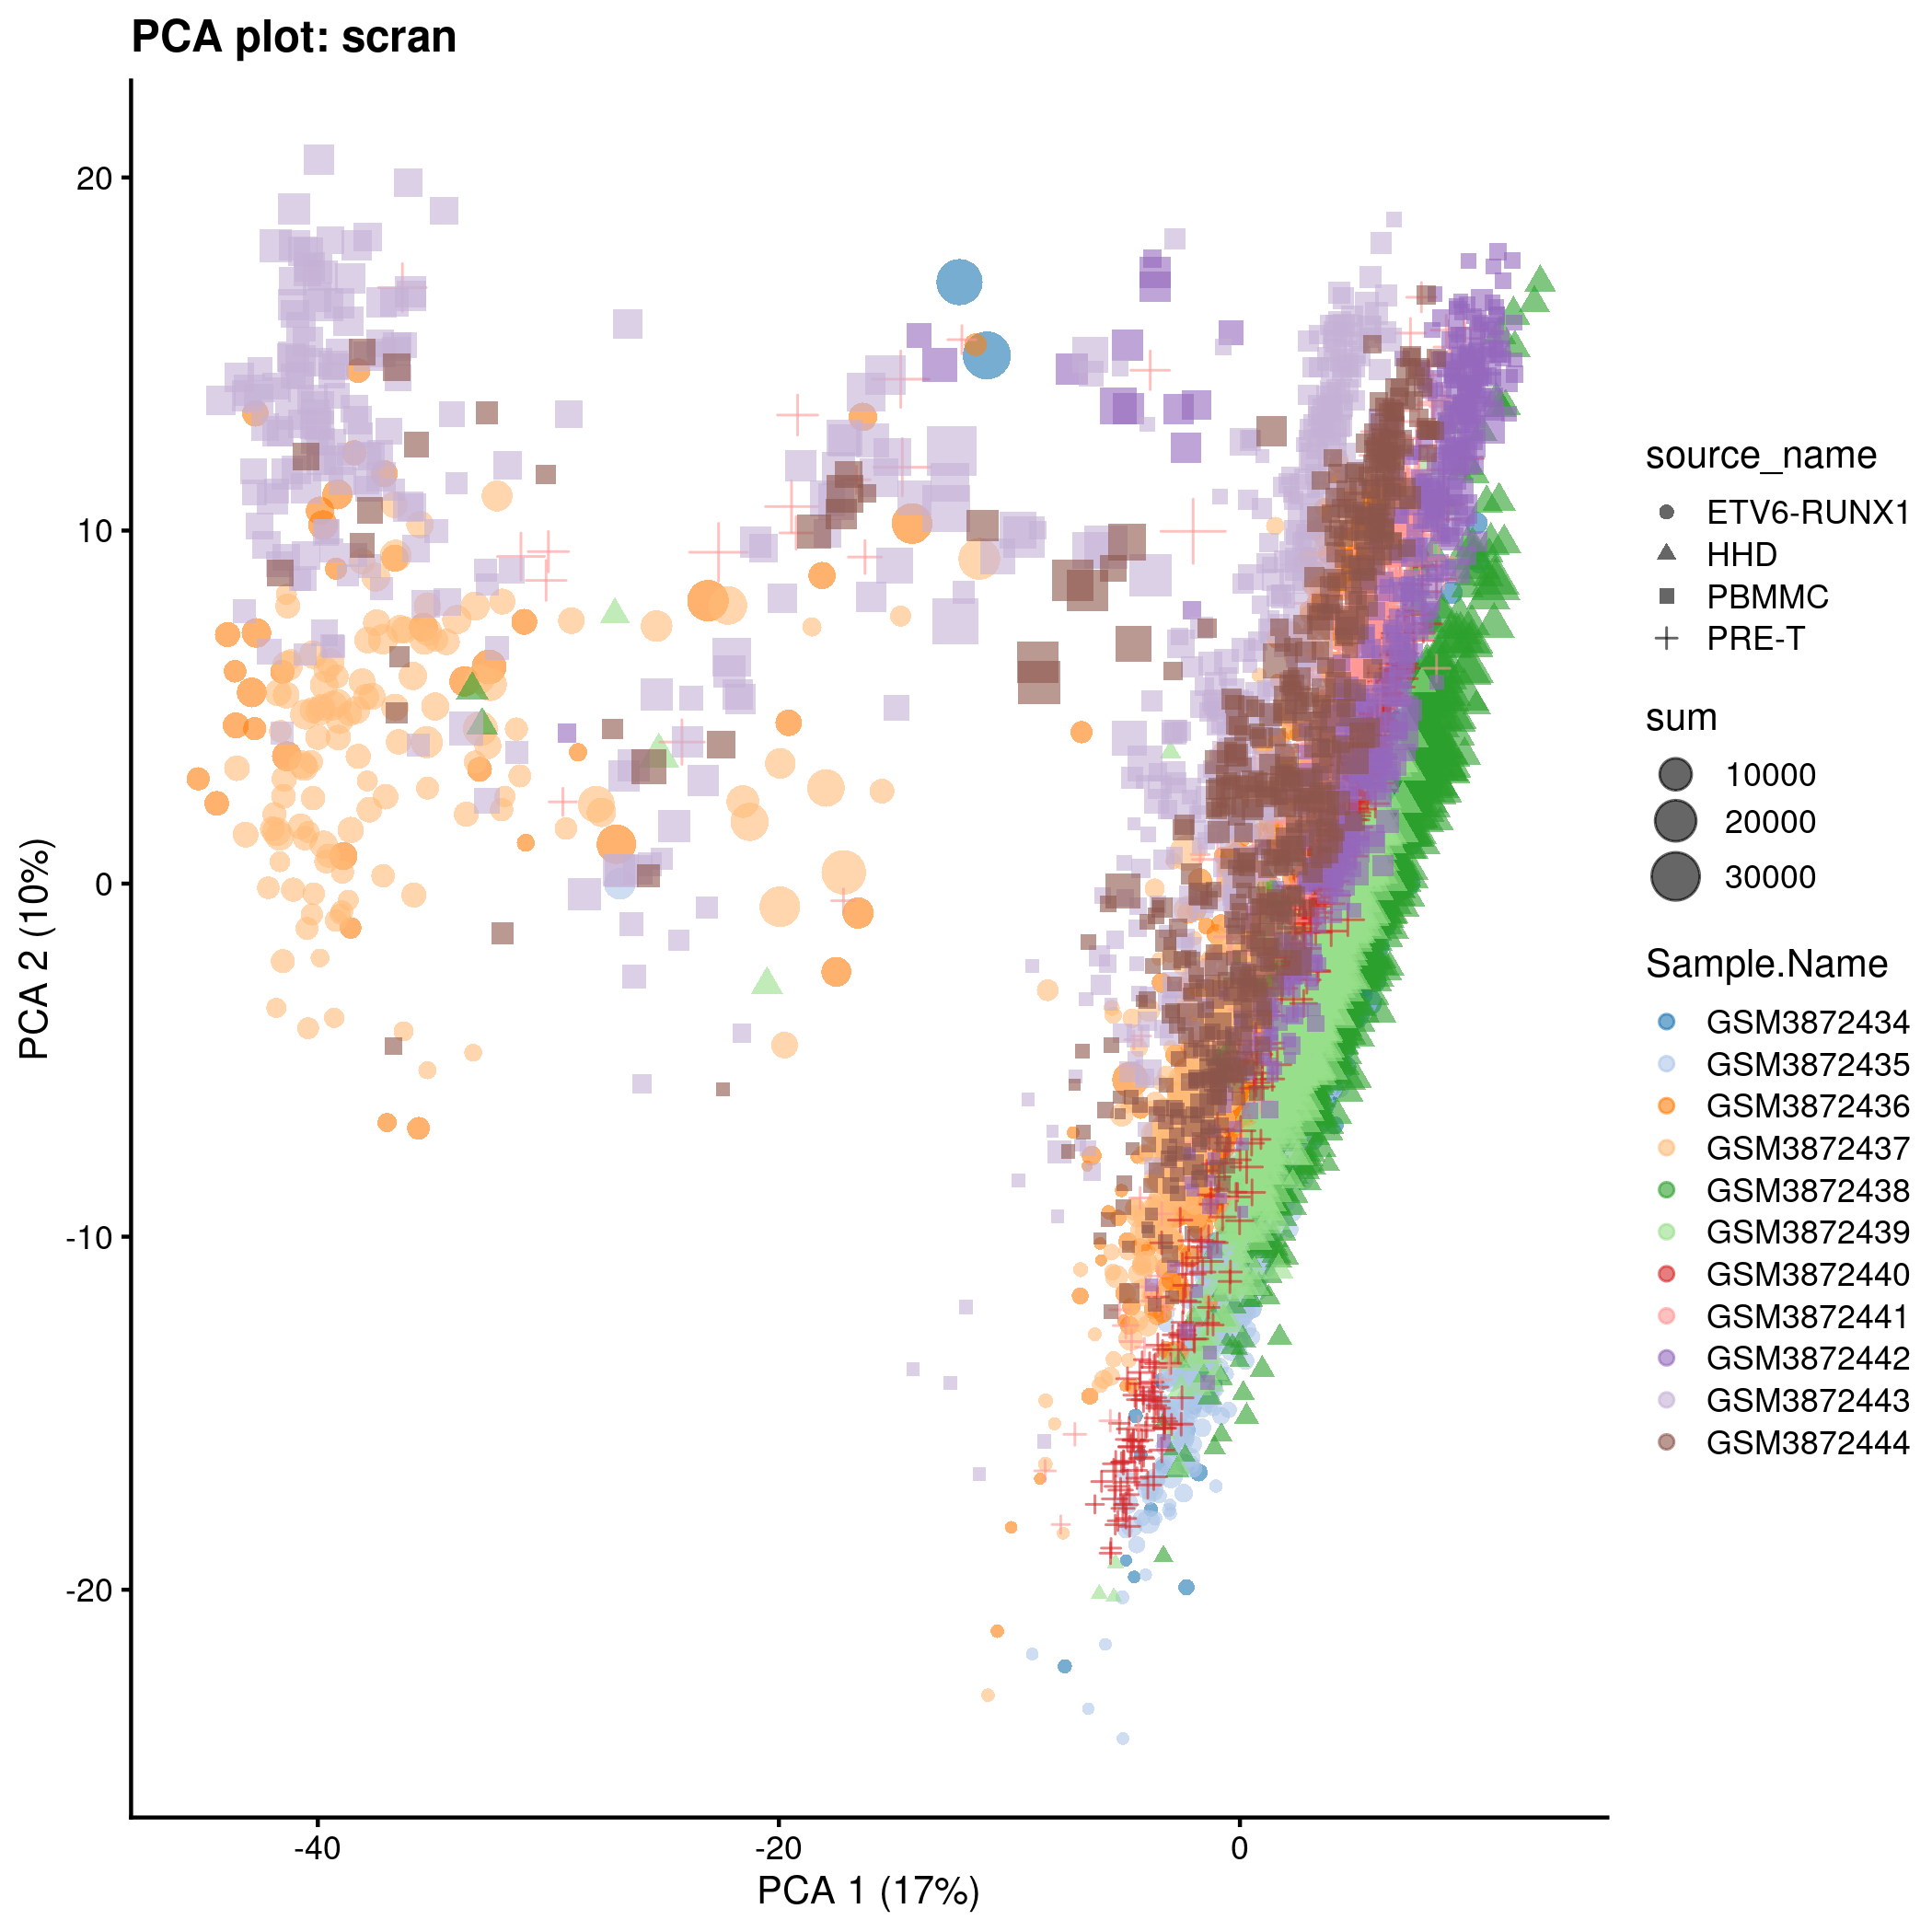 PCA plot: scran
20
10
0
-10
-20
PCA 2 (10%)
-40
-20
0
PCA 1 (17%)
source_name
ETV6-RUNX1
HHD
PBMMC
PRE-T
sum
10000
20000
30000
Sample.Name
GSM3872434
GSM3872435
GSM3872436
GSM3872437
GSM3872438
GSM3872439
GSM3872440
GSM3872441
GSM3872442
GSM3872443
GSM3872444